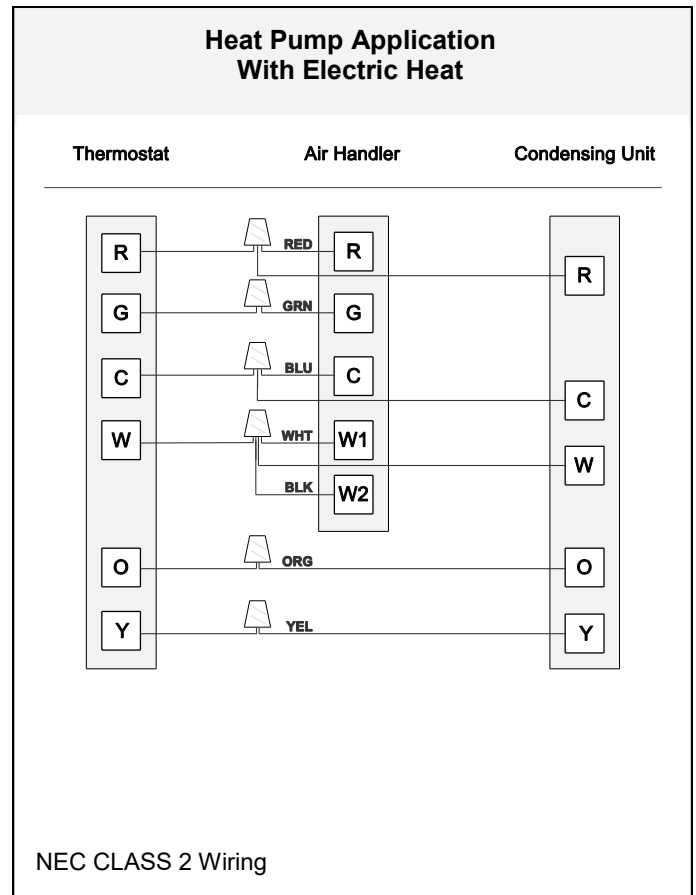 Heat Pump Application
With Electric Heat
Thermostat Air Handler Condensing Unit
R RED R
R
G GRN G
C BLU C
C
W WHT W1
W
BLK W2
O ORG O
Y YEL Y
NEC CLASS 2 Wiring